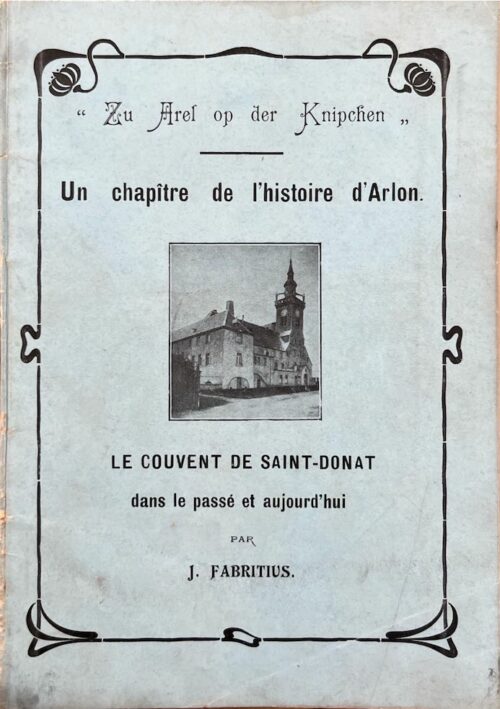 “ Zu Arel op der Knipchen „
Un chapître de l'histoire d'Arlon.
LE COUVENT DE SAINT-DONAT
dans le passé et aujourd'hui
PAR
J. FABRITIUS.